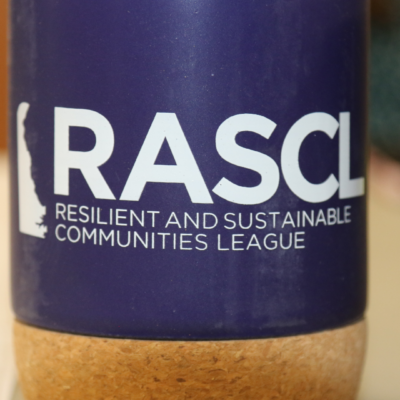 RASCL
RESILIENT AND SUSTAINABLE
COMMUNITIES LEAGUE